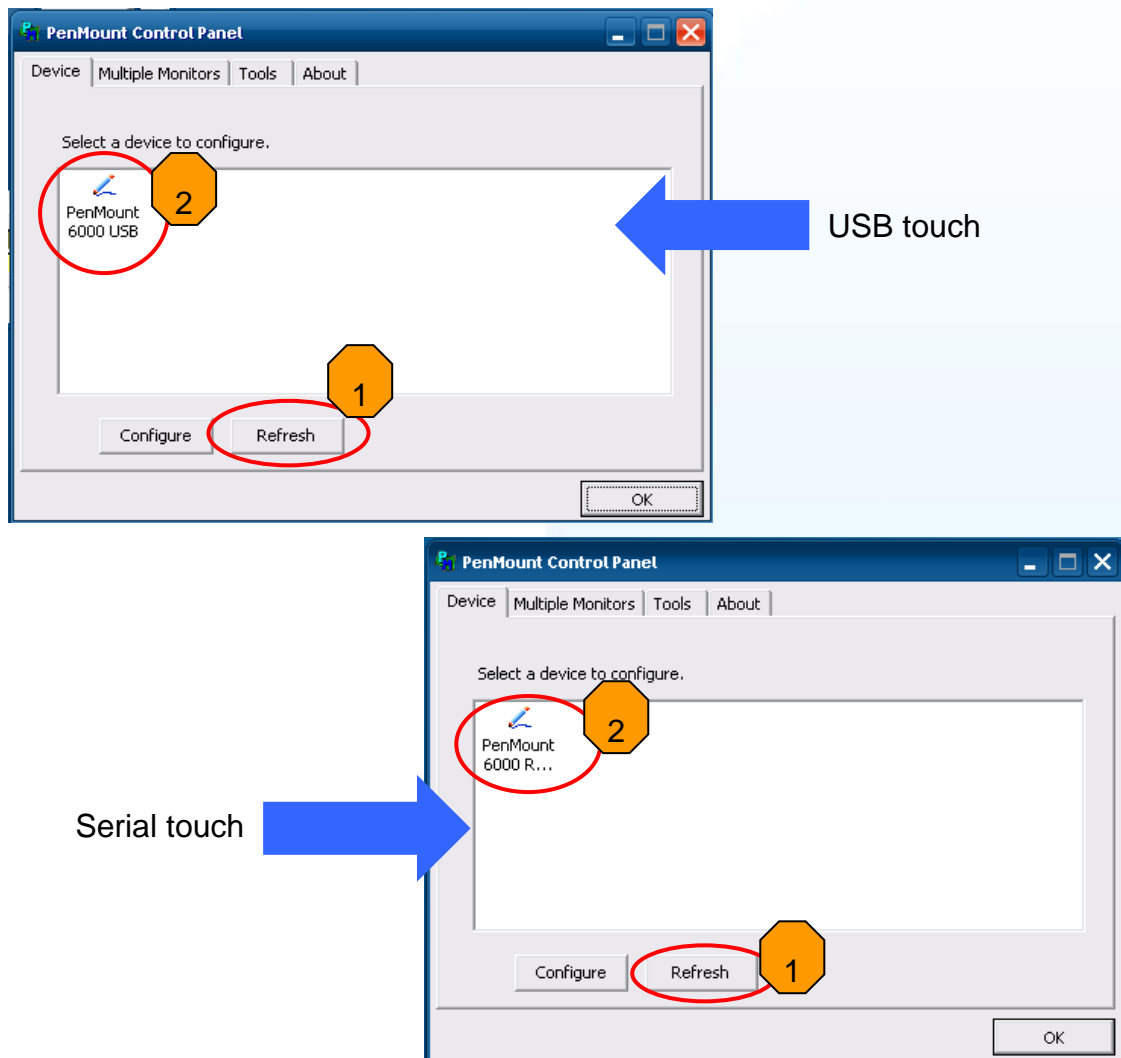 PenMount Control Panel
Device Multiple Monitors Tools About
Select a device to configure.
PenMount
6000 USB
2
USB touch
1
Configure Refresh
OK
PenMount Control Panel
Device Multiple Monitors Tools About
Select a device to configure.
PenMount
6000 R...
2
Serial touch
Configure Refresh
1
OK